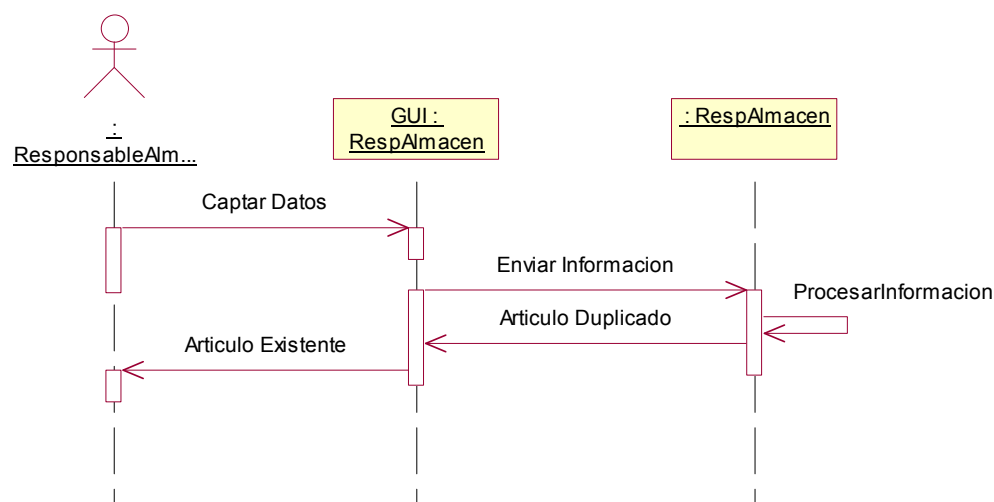 :
ResponsableAlm...
GUI :
RespAlmacen
: RespAlmacen
Captar Datos
Enviar Informacion
ProcesarInformacion
Articulo Duplicado
Articulo Existente